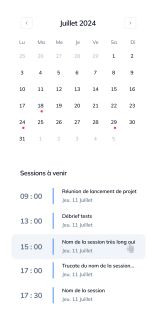 Juillet 2024
Lu Ma Me Je Ve Sa Di
25 26 27 28 29 1 2
3 4 5 6 7 8 9
10 11 12 13 14 15 16
17 18 19 20 21 22 23
24 25 26 27 28 29 30
31 1 2 3 4 5
Sessions à venir
09 : 00
Réunion de lancement de projet
Jeu. 11 Juillet
13 : 00
Débrief tests
Jeu. 11 Juillet
15 : 00
Nom de la session très long qui
Jeu. 11 Juillet
17 : 00
Trucate du nom de la session...
Jeu. 11 Juillet
17 : 30
Nom de la session
Jeu. 11 Juillet